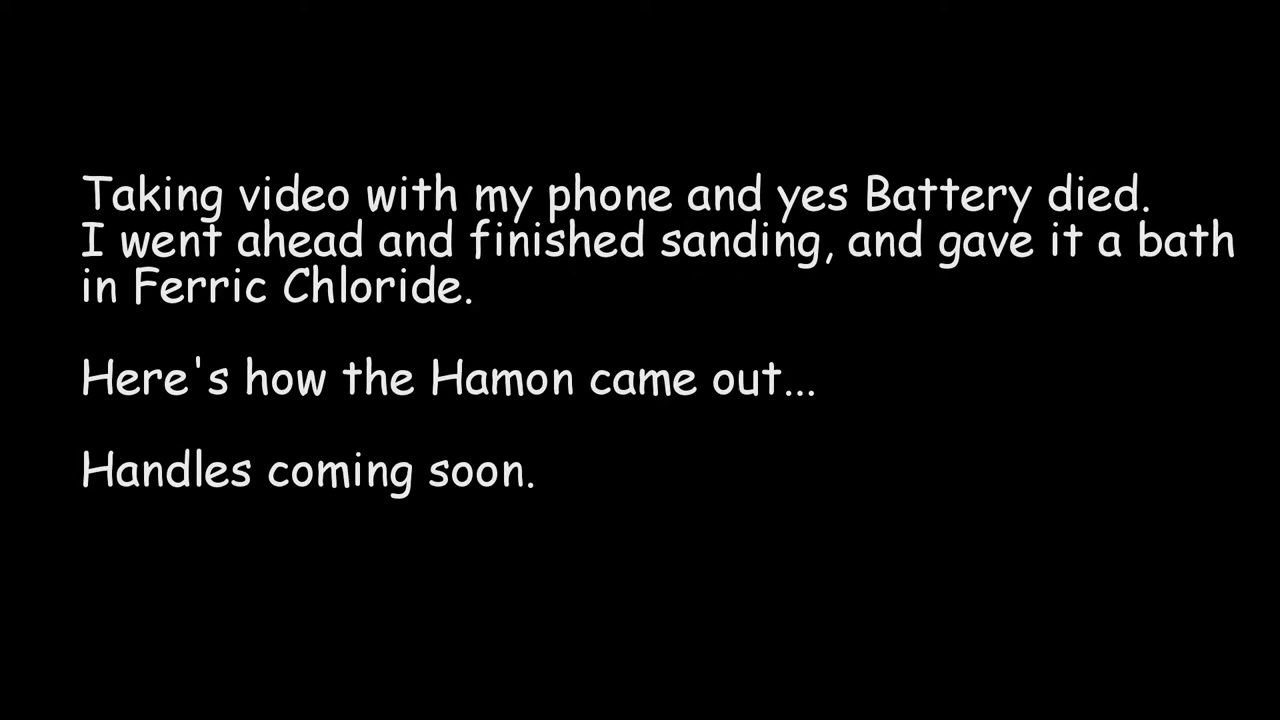 Taking video with my phone and yes Battery died.
I went ahead and finished sanding, and gave it a bath
in Ferric Chloride.
Here's how the Hamon came out...
Handles coming soon.